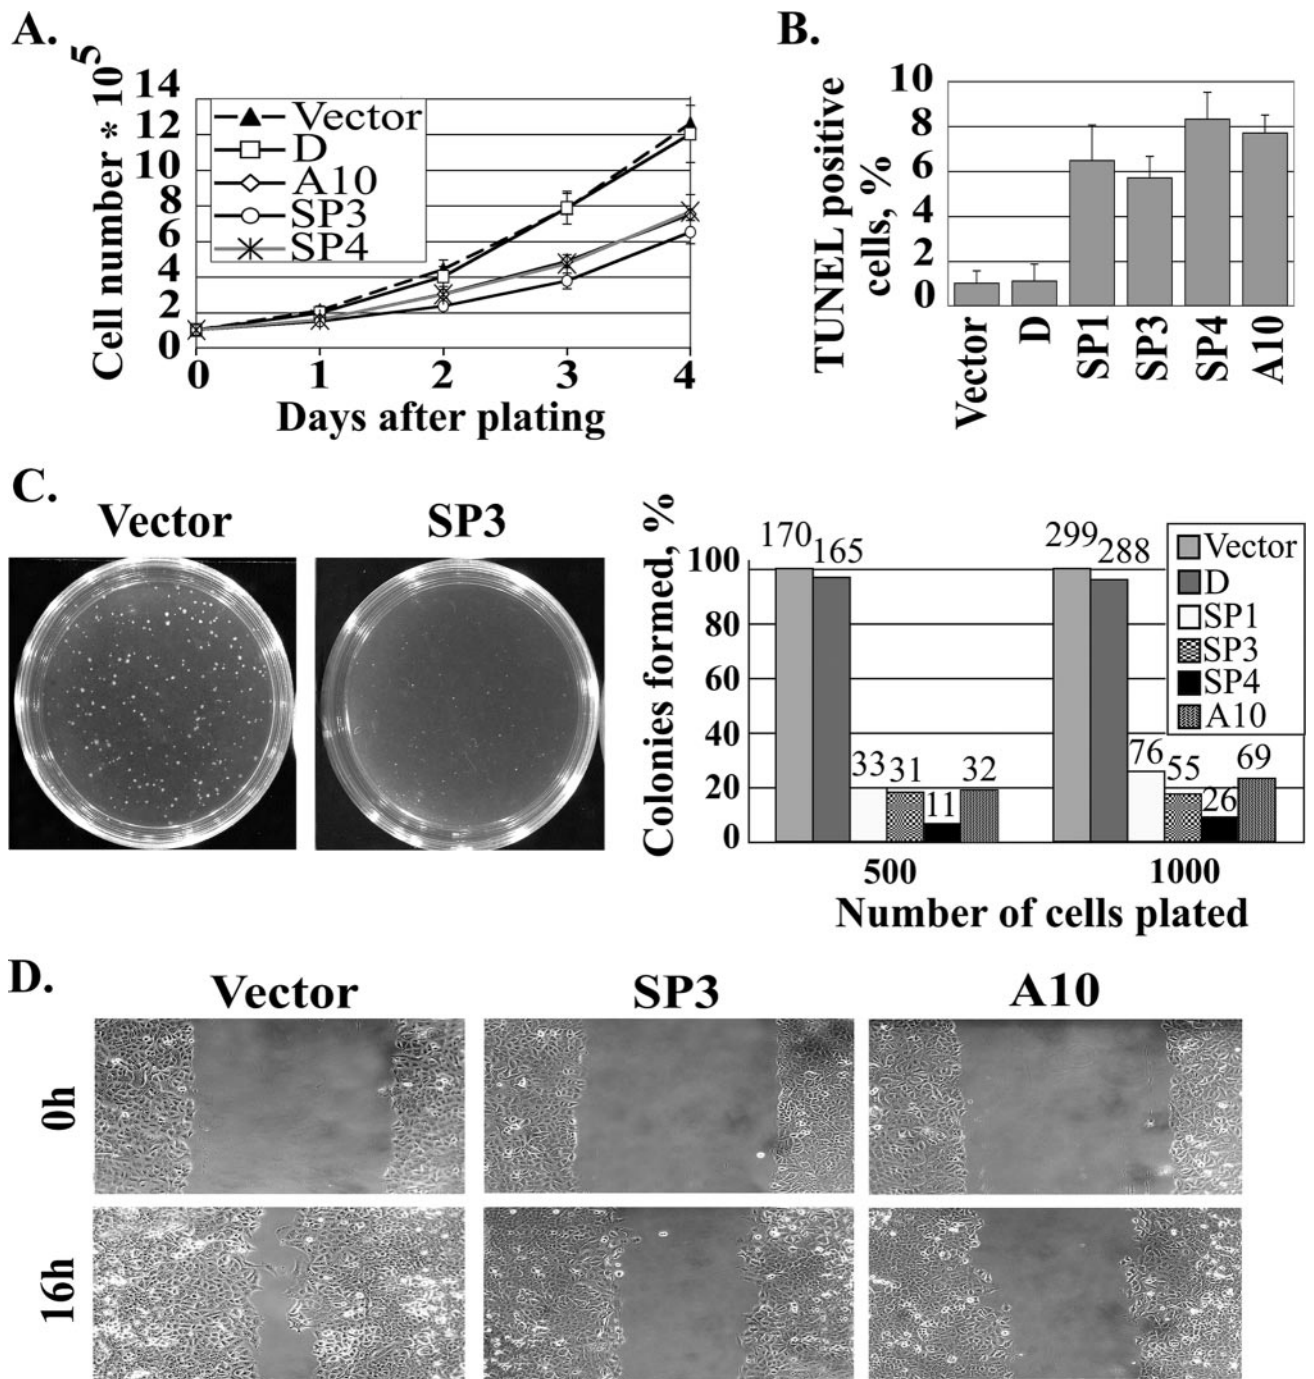 A.
Cell number * 10 5
14
12
10
8
6
4
2
0
Vector
D
A10
SP3
SP4
0 1 2 3 4
Days after plating
B.
TUNEL positive
cells, %
10
8
6
4
2
0
Vector
D
SP1
SP3
SP4
A10
C.
Vector SP3
Colonies formed, %
100
80
60
40
20
0
170
165
33
31
11
32
299
288
76
55
26
69
Vector
D
SP1
SP3
SP4
A10
500 1000
Number of cells plated
D.
Vector SP3 A10
0h
16h